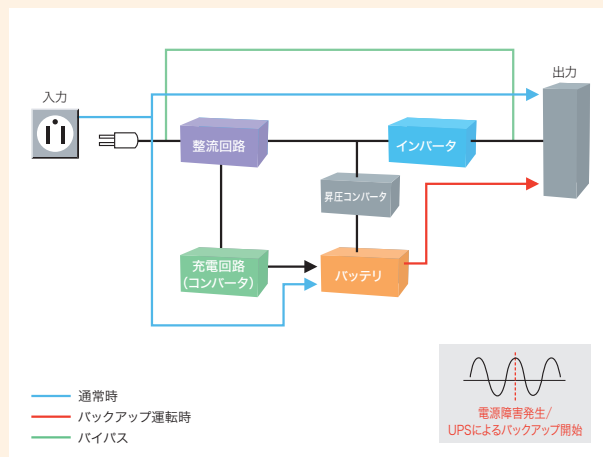 入力
出力
整流回路
インバータ
昇圧コンバータ
充電回路
(コンバータ)
バッテリ
通常時
バックアップ運転時
バイパス
電源障害発生/
UPSによるバックアップ開始